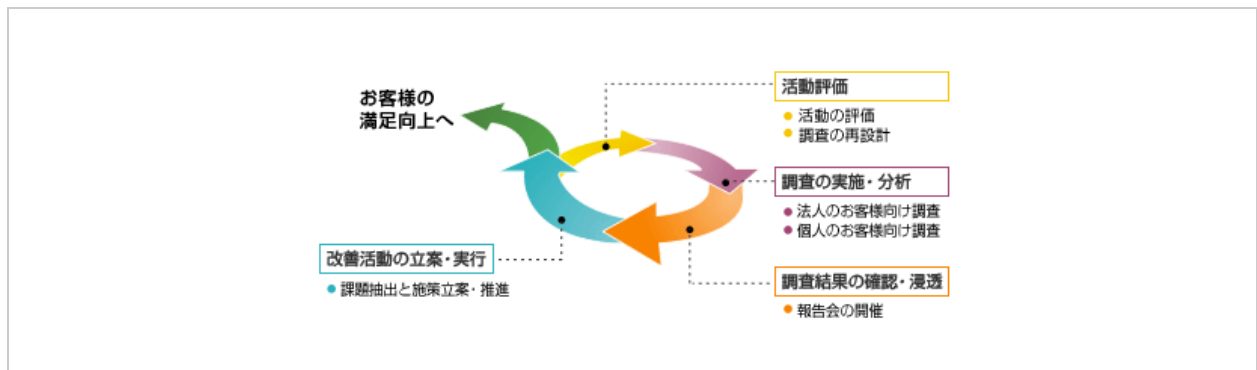 お客様の
満足向上へ
活動評価
● 活動の評価
● 調査の再設計
調査の実施・分析
● 法人のお客様向け調査
● 個人のお客様向け調査
調査結果の確認・浸透
● 報告会の開催
改善活動の立案・実行
● 課題抽出と施策立案・推進